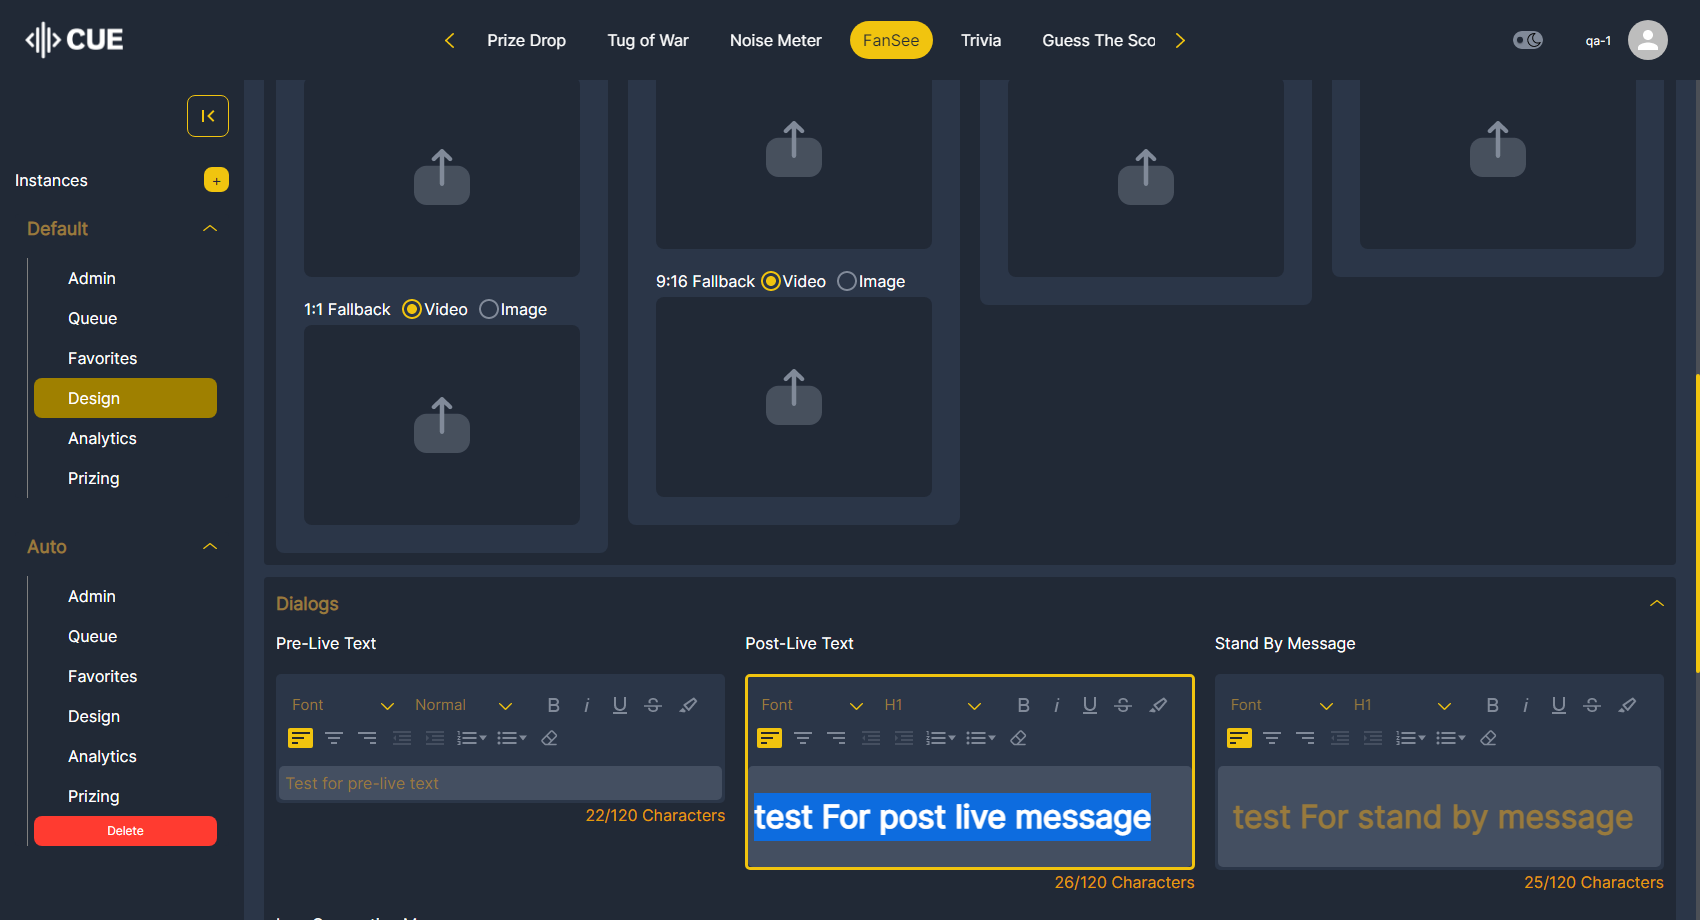 CUE
Prize Drop
Tug of War
Noise Meter
FanSee
Trivia
Guess The Sco
qa-1
Instances
+
Default
Admin
Queue
Favorites
Design
Analytics
Prizing
Auto
Admin
Queue
Favorites
Design
Analytics
Prizing
Delete
9:16 Fallback Video Image
1:1 Fallback Video Image
Dialogs
Pre-Live Text
Font Normal B i U S
Test for pre-live text
22/120 Characters
Post-Live Text
Font H1 B i U S
test For post live message
26/120 Characters
Stand By Message
Font H1 B i U S
test For stand by message
25/120 Characters